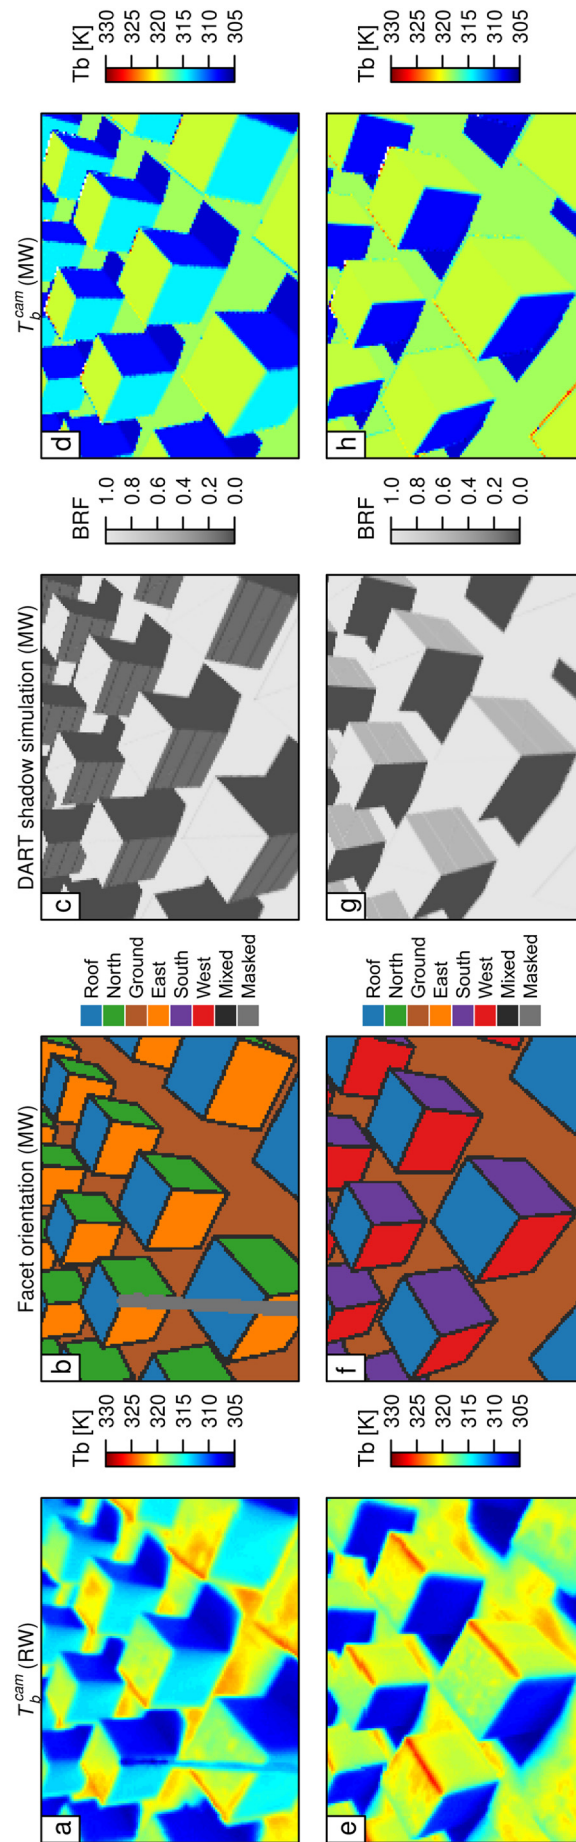 T_b^cam (RW)
a
Tb [K]
330
325
320
315
310
305
Facet orientation (MW)
b
Roof
North
Ground
East
South
West
Mixed
Masked
DART shadow simulation (MW)
c
BRF
1.0
0.8
0.6
0.4
0.2
0.0
T_b^cam (MW)
d
Tb [K]
330
325
320
315
310
305
e
Tb [K]
330
325
320
315
310
305
f
Roof
North
Ground
East
South
West
Mixed
Masked
g
BRF
1.0
0.8
0.6
0.4
0.2
0.0
h
Tb [K]
330
325
320
315
310
305